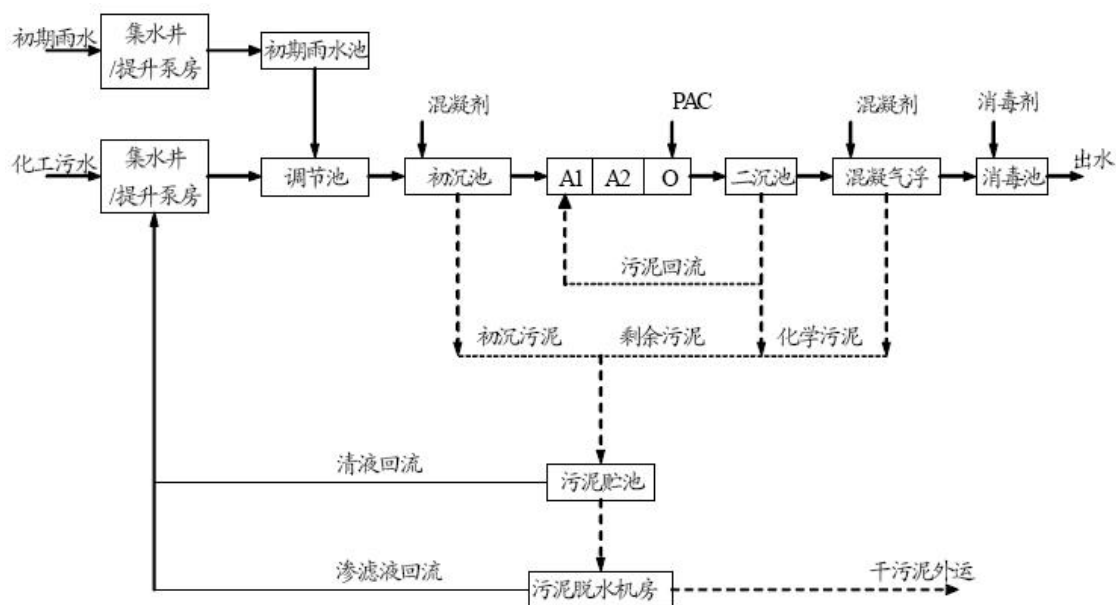 初期雨水
集水井
/提升泵房
初期雨水池
混凝剂
PAC
混凝剂
消毒剂
化工污水
集水井
/提升泵房
调节池
初沉池
A1
A2
O
二沉池
混凝气浮
消毒池
出水
污泥回流
初沉污泥
剩余污泥
化学污泥
清液回流
污泥贮池
渗滤液回流
污泥脱水机房
干污泥外运